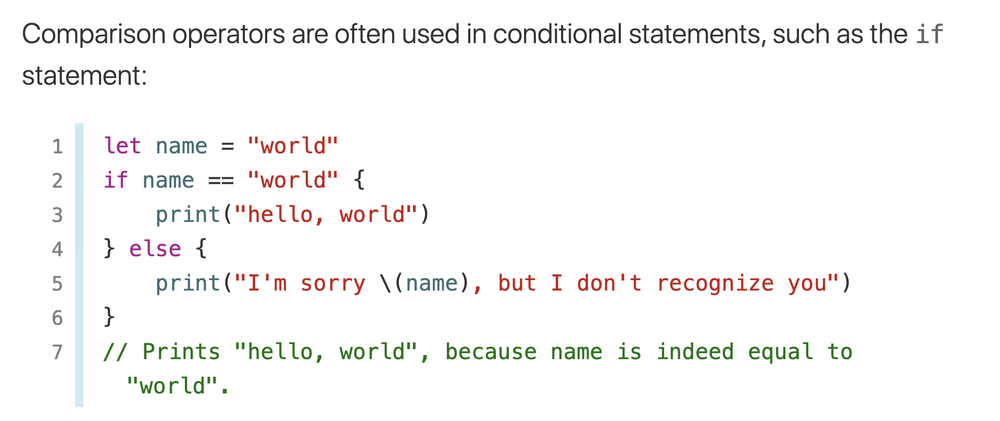 Comparison operators are often used in conditional statements, such as the if
statement:
1 let name = "world"
2 if name == "world" {
3     print("hello, world")
4 } else {
5     print("I'm sorry \(name), but I don't recognize you")
6 }
7 // Prints "hello, world", because name is indeed equal to
"world".